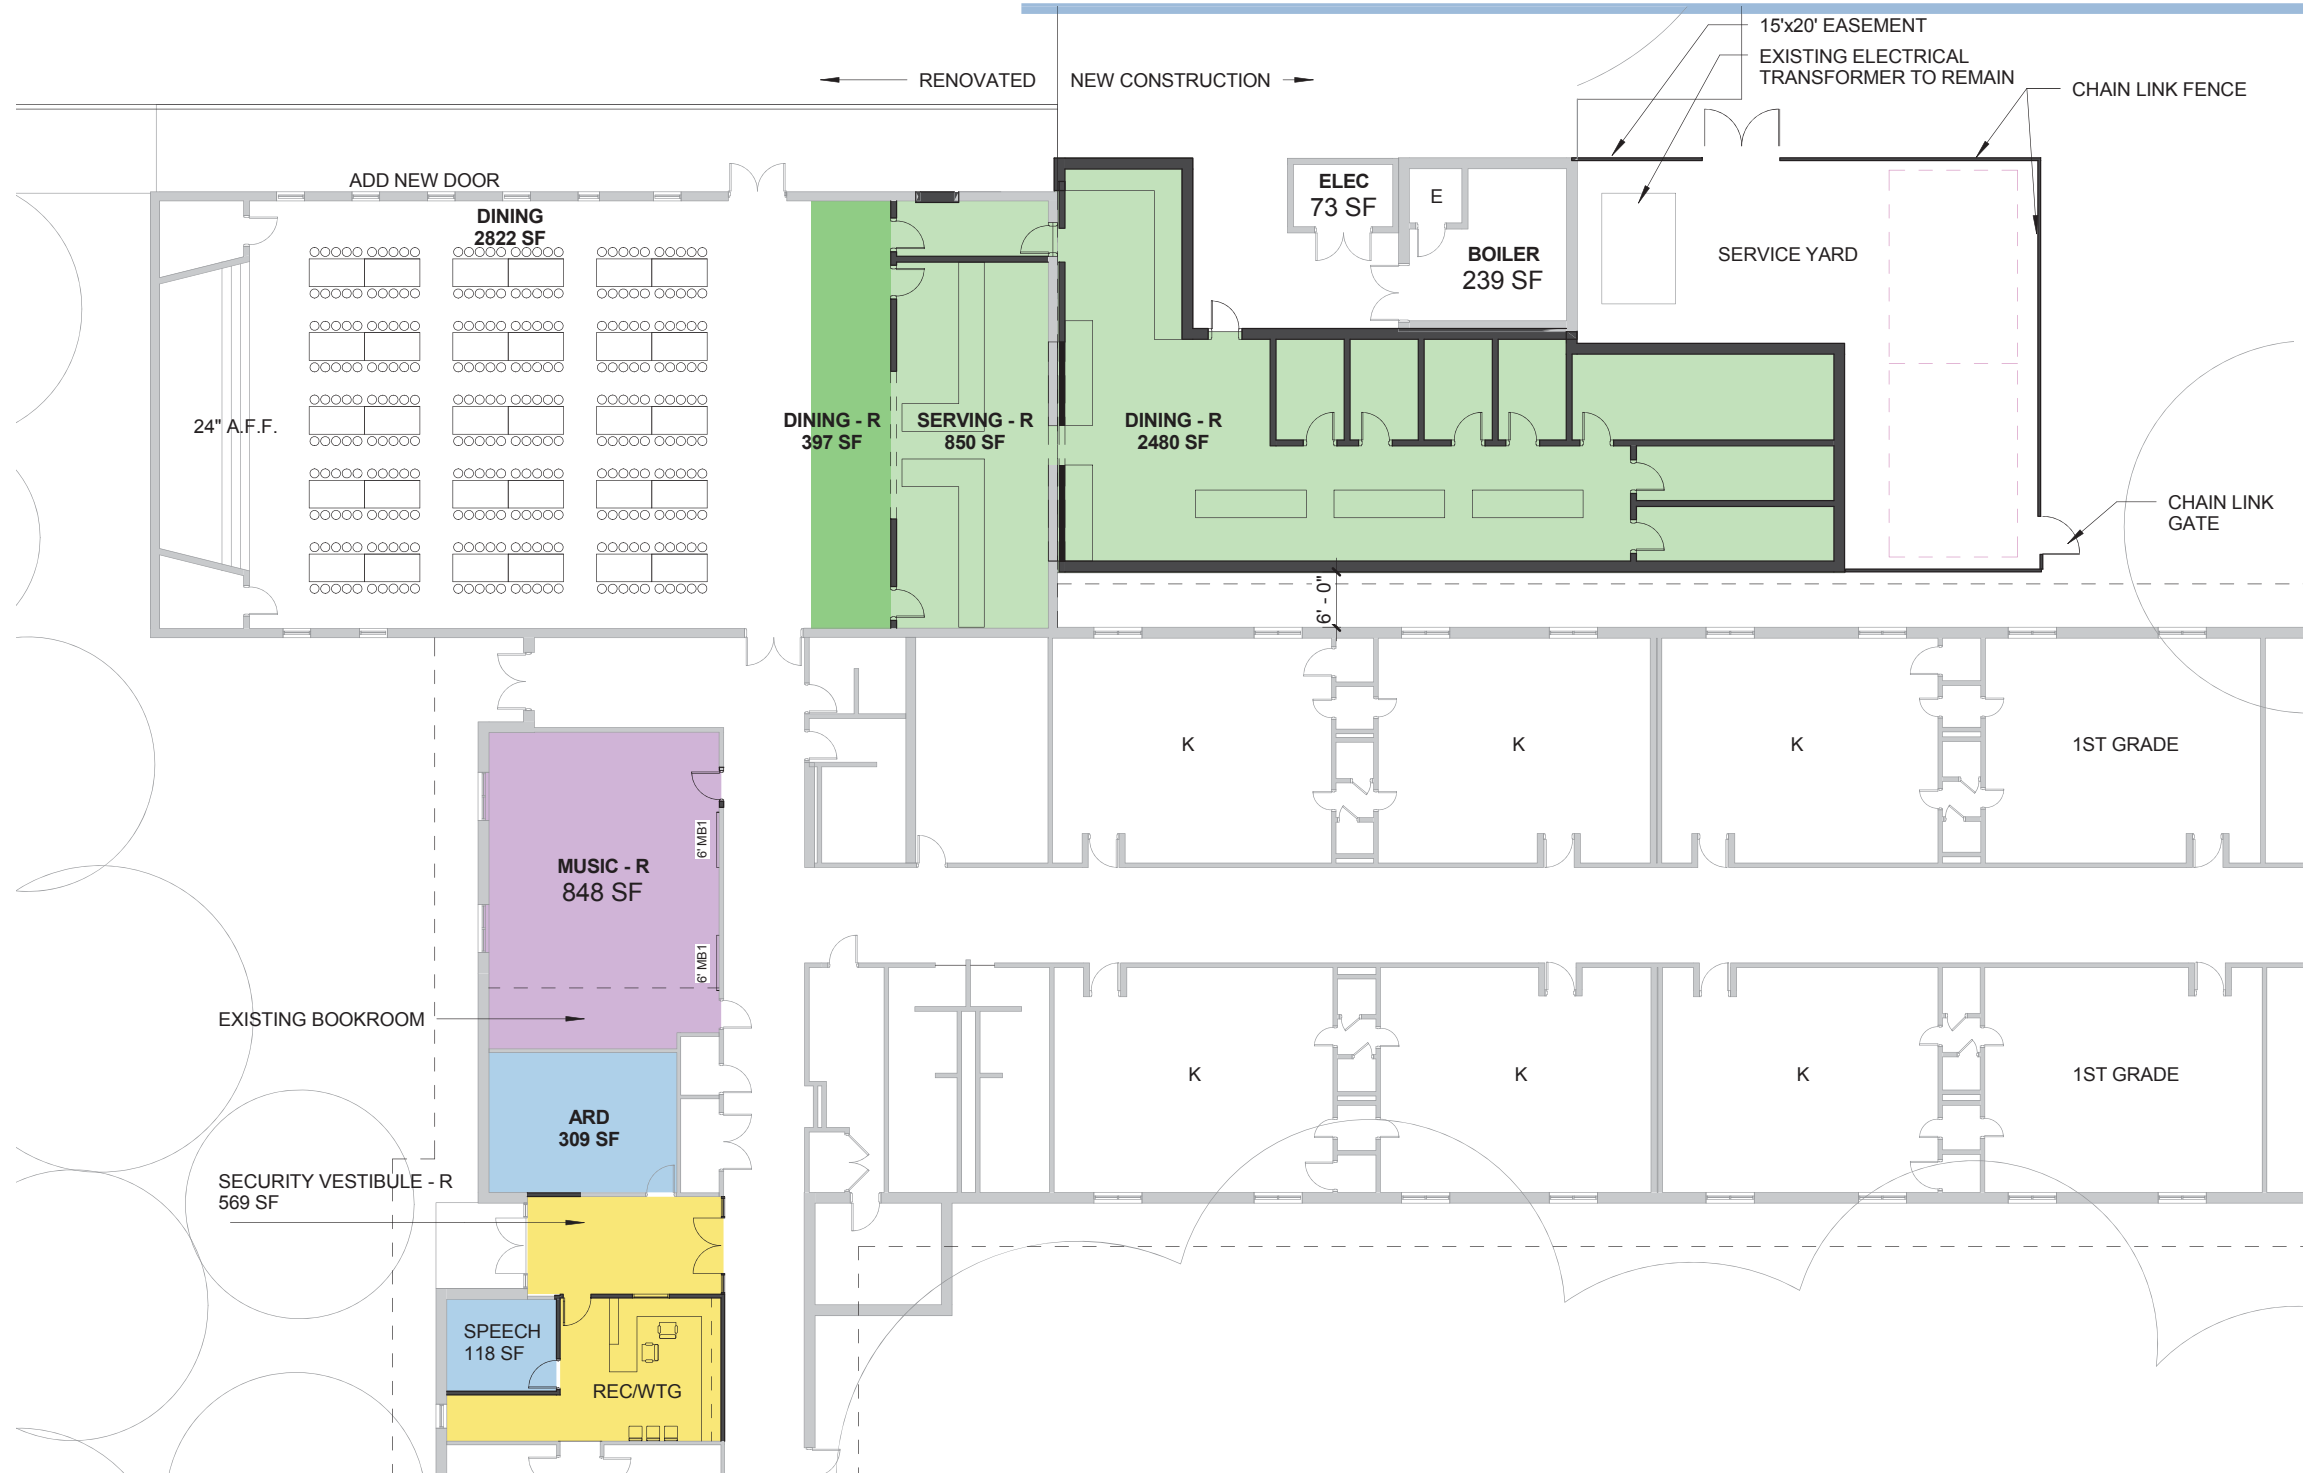 15'x20' EASEMENT
EXISTING ELECTRICAL
TRANSFORMER TO REMAIN
RENOVATED
NEW CONSTRUCTION
CHAIN LINK FENCE
ADD NEW DOOR
DINING
2822 SF
ELEC
73 SF
E
BOILER
239 SF
SERVICE YARD
24" A.F.F.
DINING - R
397 SF
SERVING - R
850 SF
DINING - R
2480 SF
CHAIN LINK
GATE
6' - 0"
K
K
K
1ST GRADE
6' MB1
MUSIC - R
848 SF
6' MB1
EXISTING BOOKROOM
K
K
K
1ST GRADE
ARD
309 SF
SECURITY VESTIBULE - R
569 SF
SPEECH
118 SF
REC/WTG